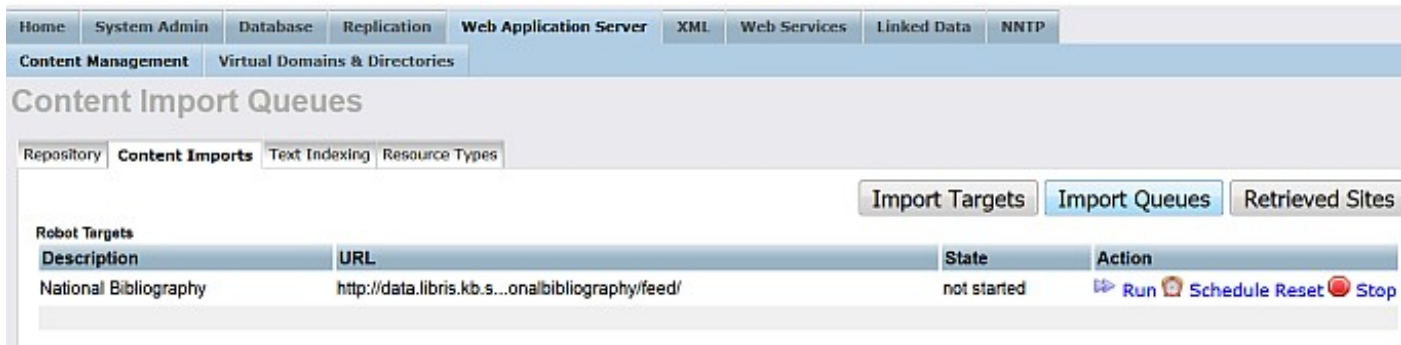 Home System Admin Database Replication Web Application Server XML Web Services Linked Data NNTP
Content Management Virtual Domains & Directories
Content Import Queues
Repository Content Imports Text Indexing Resource Types
Import Targets Import Queues Retrieved Sites
Robot Targets
Description URL State Action
National Bibliography http://data.libris.kb.s...onalbibliography/feed/ not started Run Schedule Reset Stop